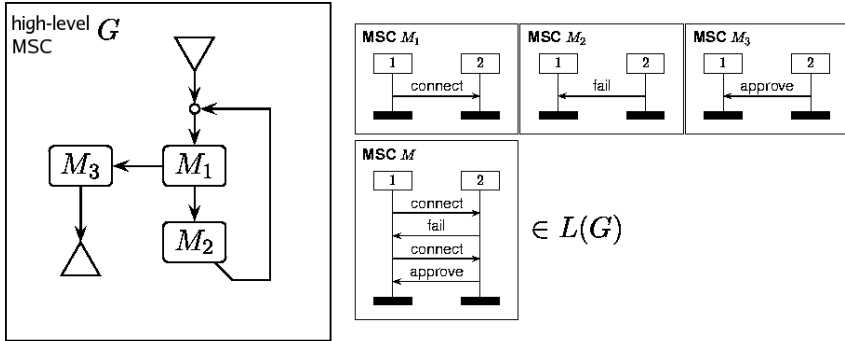 high-level G
MSC
M₃
M₁
M₂
MSC M₁
1 2
connect
MSC M₂
1 2
fail
MSC M₃
1 2
approve
MSC M
1 2
connect
fail
connect
approve
∈ L(G)